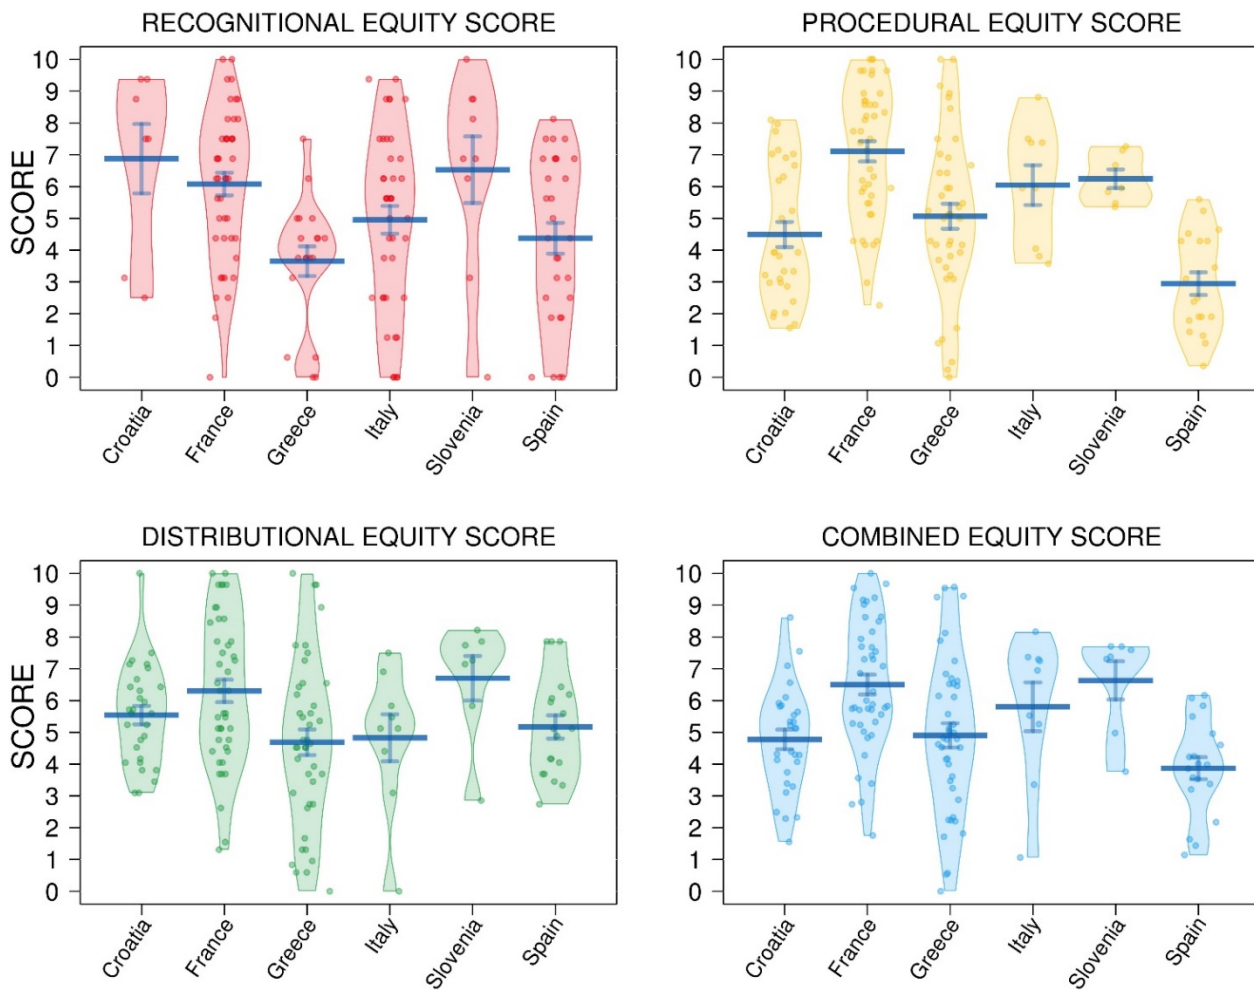 RECOGNITIONAL EQUITY SCORE
SCORE
10
9
8
7
6
5
4
3
2
1
0
Croatia
France
Greece
Italy
Slovenia
Spain
PROCEDURAL EQUITY SCORE
10
9
8
7
6
5
4
3
2
1
0
Croatia
France
Greece
Italy
Slovenia
Spain
DISTRIBUTIONAL EQUITY SCORE
SCORE
10
9
8
7
6
5
4
3
2
1
0
Croatia
France
Greece
Italy
Slovenia
Spain
COMBINED EQUITY SCORE
10
9
8
7
6
5
4
3
2
1
0
Croatia
France
Greece
Italy
Slovenia
Spain